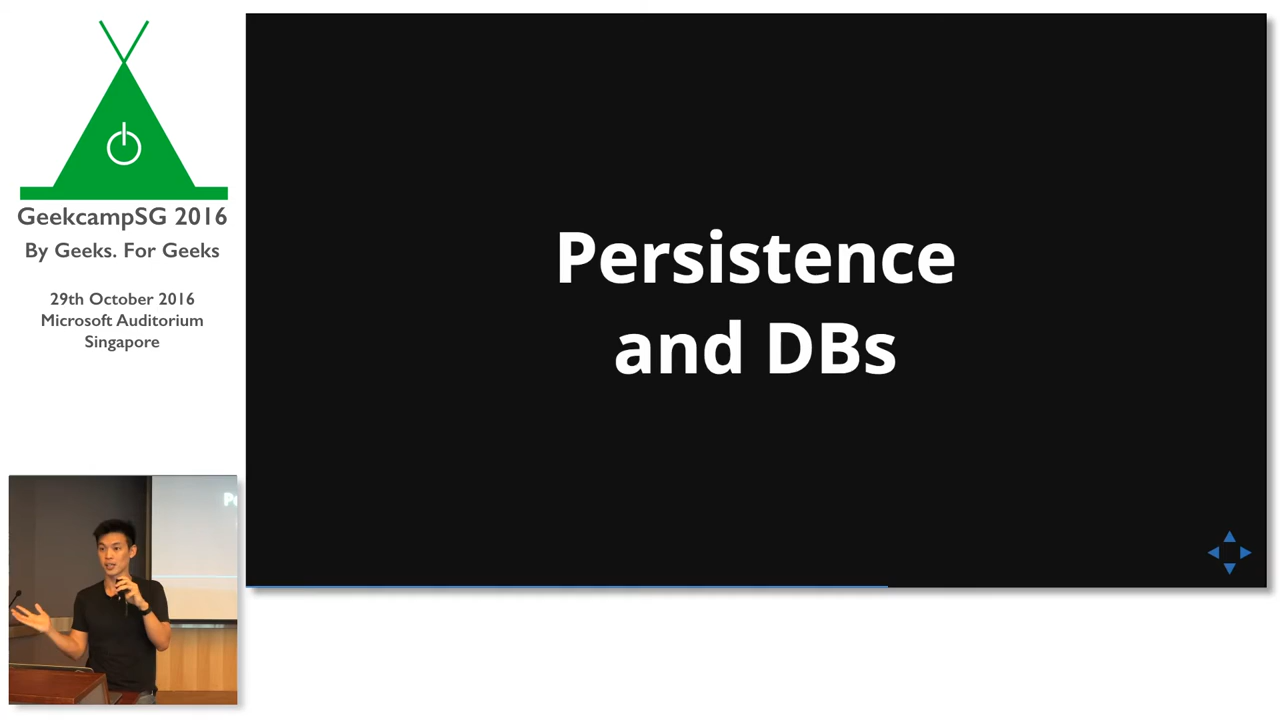 GeekcampSG 2016
By Geeks. For Geeks
29th October 2016
Microsoft Auditorium
Singapore
Persistence
and DBs